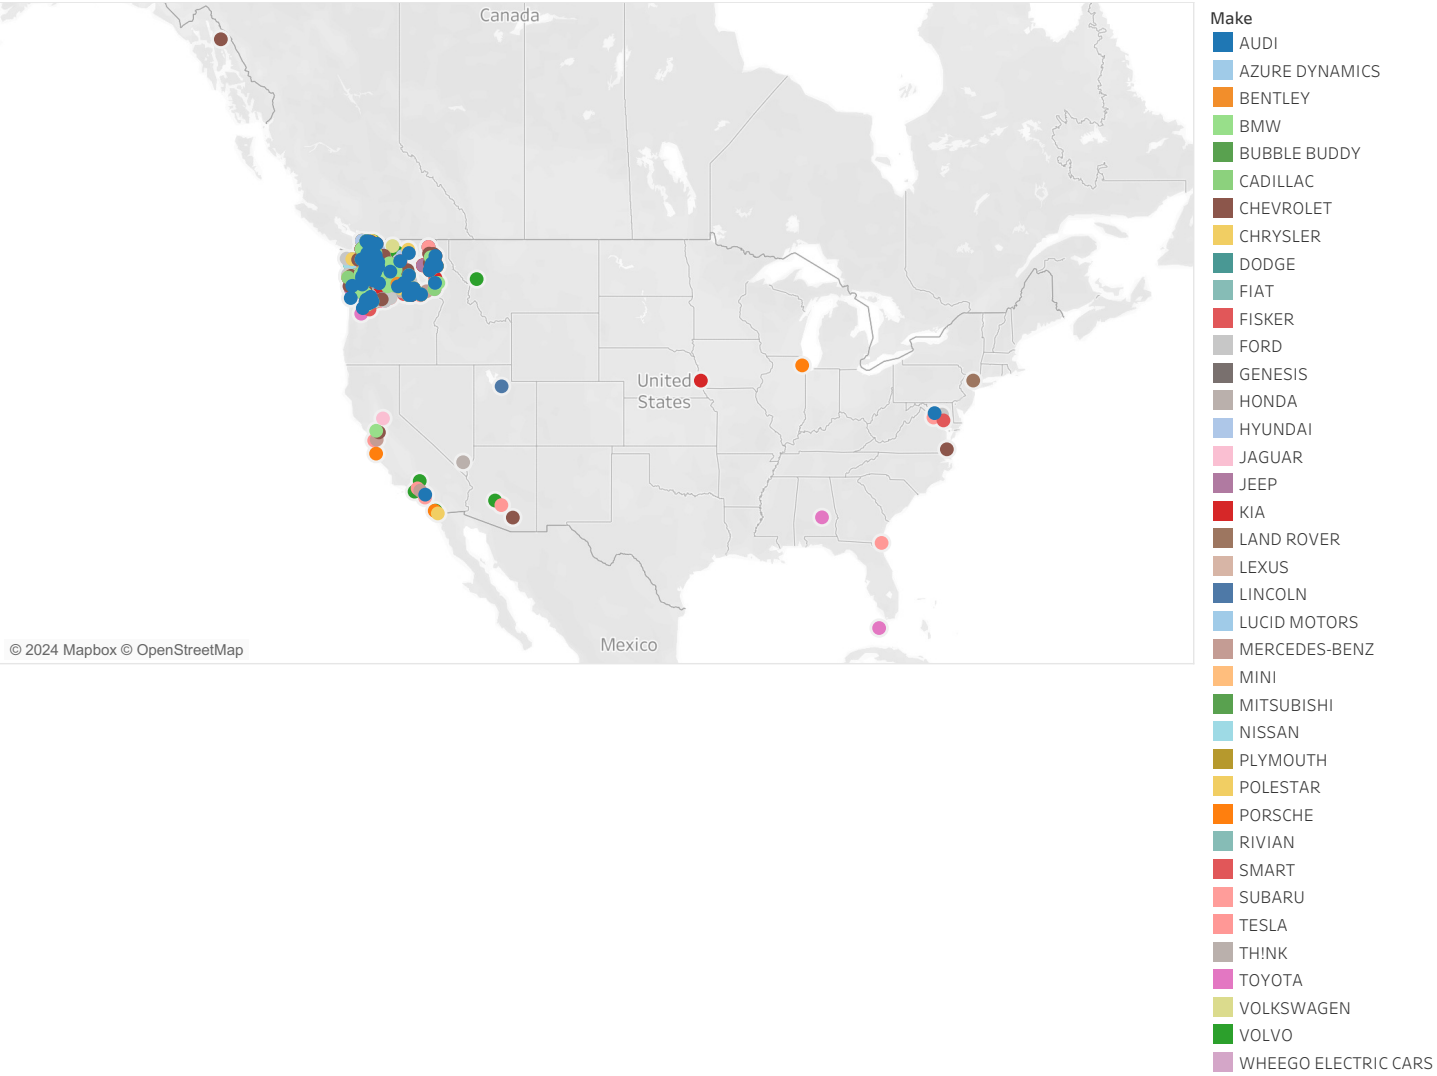 Canada
United
States
Mexico
© 2024 Mapbox © OpenStreetMap
Make
AUDI
AZURE DYNAMICS
BENTLEY
BMW
BUBBLE BUDDY
CADILLAC
CHEVROLET
CHRYSLER
DODGE
FIAT
FISKER
FORD
GENESIS
HONDA
HYUNDAI
JAGUAR
JEEP
KIA
LAND ROVER
LEXUS
LINCOLN
LUCID MOTORS
MERCEDES-BENZ
MINI
MITSUBISHI
NISSAN
PLYMOUTH
POLESTAR
PORSCHE
RIVIAN
SMART
SUBARU
TESLA
TH!NK
TOYOTA
VOLKSWAGEN
VOLVO
WHEEGO ELECTRIC CARS